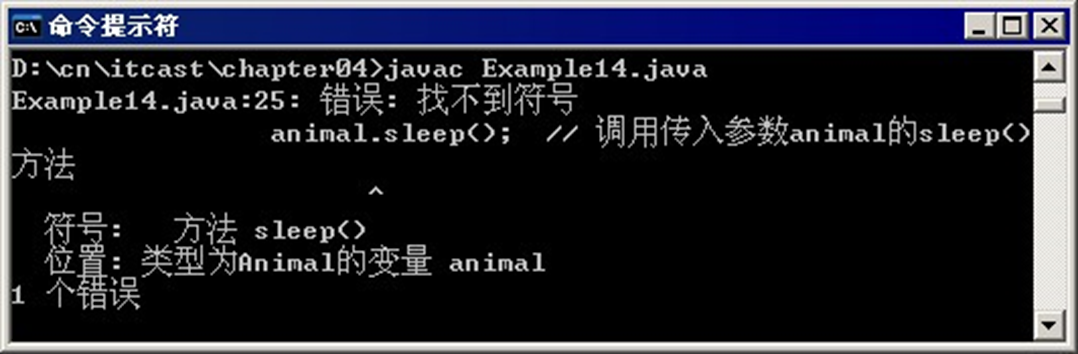 命令提示符
D:\cn\itcast\chapter04>javac Example14.java
Example14.java:25: 错误: 找不到符号
animal.sleep(); // 调用传入参数animal的sleep()
方法
^
符号:   方法 sleep()
位置: 类型为Animal的变量 animal
1 个错误